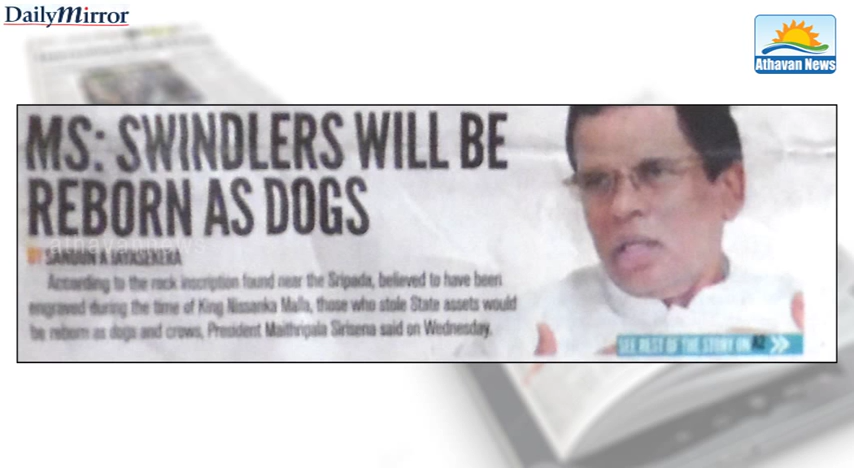 DailyMirror
Athavan News
MS: SWINDLERS WILL BE
REBORN AS DOGS
athavannews
BY SANDUN A JAYASEKERA
According to the rock inscription found near the Sripada, believed to have been
engraved during the time of King Nissanka Malla, those who stole State assets would
be reborn as dogs and crows, President Maithripala Sirisena said on Wednesday.
SEE REST OF THE STORY ON A2